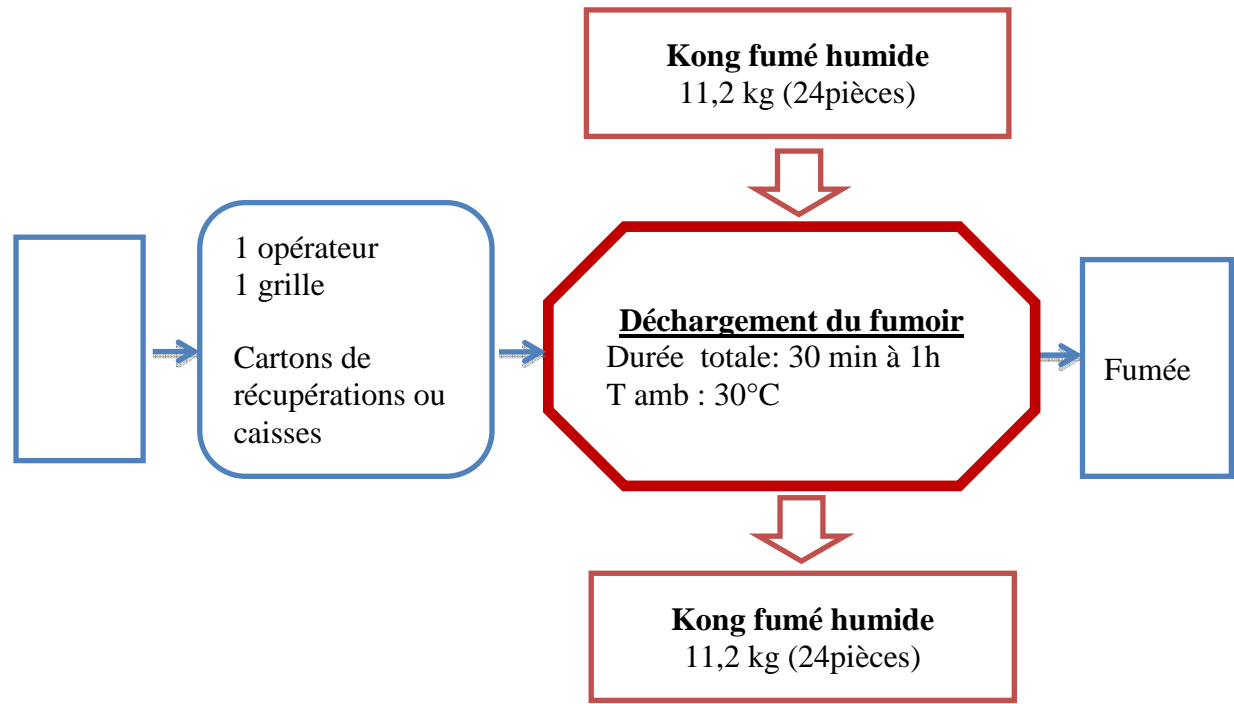 Kong fumé humide
11,2 kg (24pièces)
1 opérateur
1 grille
Cartons de
récupérations ou
caisses
Déchargement du fumoir
Durée totale: 30 min à 1h
T amb : 30°C
Fumée
Kong fumé humide
11,2 kg (24pièces)